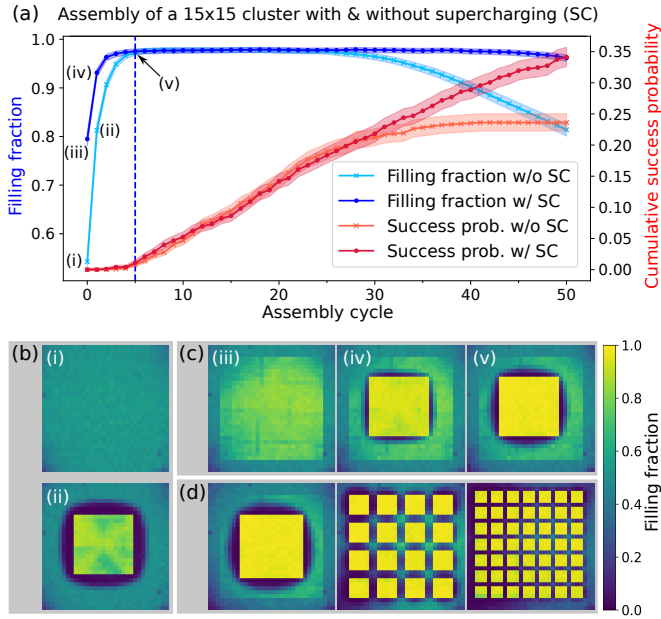 (a) Assembly of a 15x15 cluster with & without supercharging (SC)
Filling fraction
1.0
0.9
0.8
0.7
0.6
0.35
0.30
0.25
0.20
0.15
0.10
0.05
0.00
Cumulative success probability
(iv)
(v)
(ii)
(iii)
(i)
Filling fraction w/o SC
Filling fraction w/ SC
Success prob. w/o SC
Success prob. w/ SC
0 10 20 30 40 50
Assembly cycle
(b) (i) (c) (iii) (iv) (v)
(ii) (d)
1.0
0.8
0.6
0.4
0.2
0.0
Filling fraction